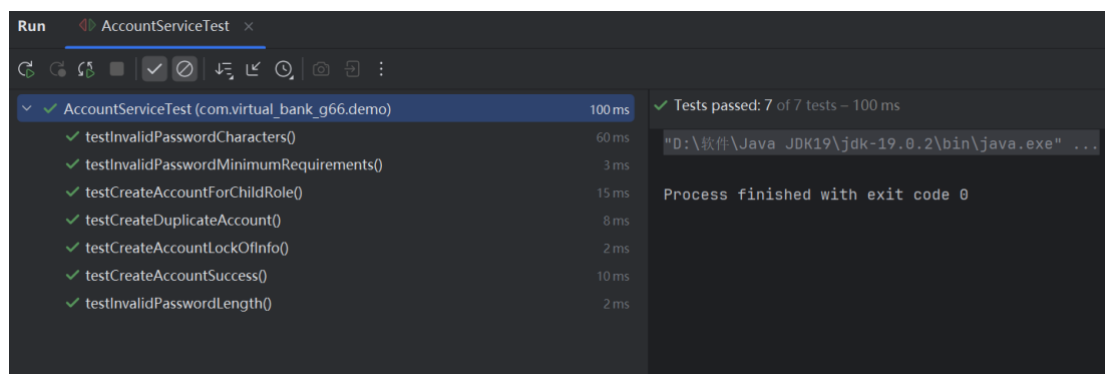 Run AccountServiceTest ×
AccountServiceTest (com.virtual_bank_g66.demo) 100 ms
testInvalidPasswordCharacters() 60 ms
testInvalidPasswordMinimumRequirements() 3 ms
testCreateAccountForChildRole() 15 ms
testCreateDuplicateAccount() 8 ms
testCreateAccountLockOfInfo() 2 ms
testCreateAccountSuccess() 10 ms
testInvalidPasswordLength() 2 ms
Tests passed: 7 of 7 tests – 100 ms
"D:\软件\Java JDK19\jdk-19.0.2\bin\java.exe" ...
Process finished with exit code 0